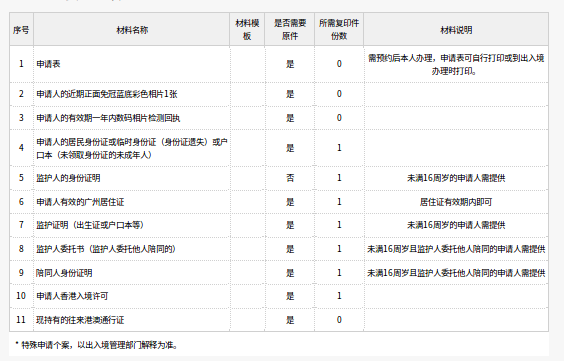 序号 材料名称 材料模板 是否需要原件 所需复印件份数 材料说明
1 申请表 是 0 需预约后本人办理，申请表可自行打印或到出入境办理时打印。
2 申请人的近期正面免冠蓝底彩色相片1张 是 0
3 申请人的有效期一年内数码相片检测回执 是 0
4 申请人的居民身份证或临时身份证（身份证遗失）或户口本（未领取身份证的未成年人） 是 1
5 监护人的身份证明 否 1 未满16周岁的申请人需提供
6 申请人有效的广州居住证 是 1 居住证有效期内即可
7 监护证明（出生证或户口本等） 是 1 未满16周岁的申请人需提供
8 监护人委托书（监护人委托他人陪同的） 是 1 未满16周岁且监护人委托他人陪同的申请人需提供
9 陪同人身份证明 是 1 未满16周岁且监护人委托他人陪同的申请人需提供
10 申请人香港入境许可 是 1
11 现持有的往来港澳通行证 是 0
* 特殊申请个案，以出入境管理部门解释为准。